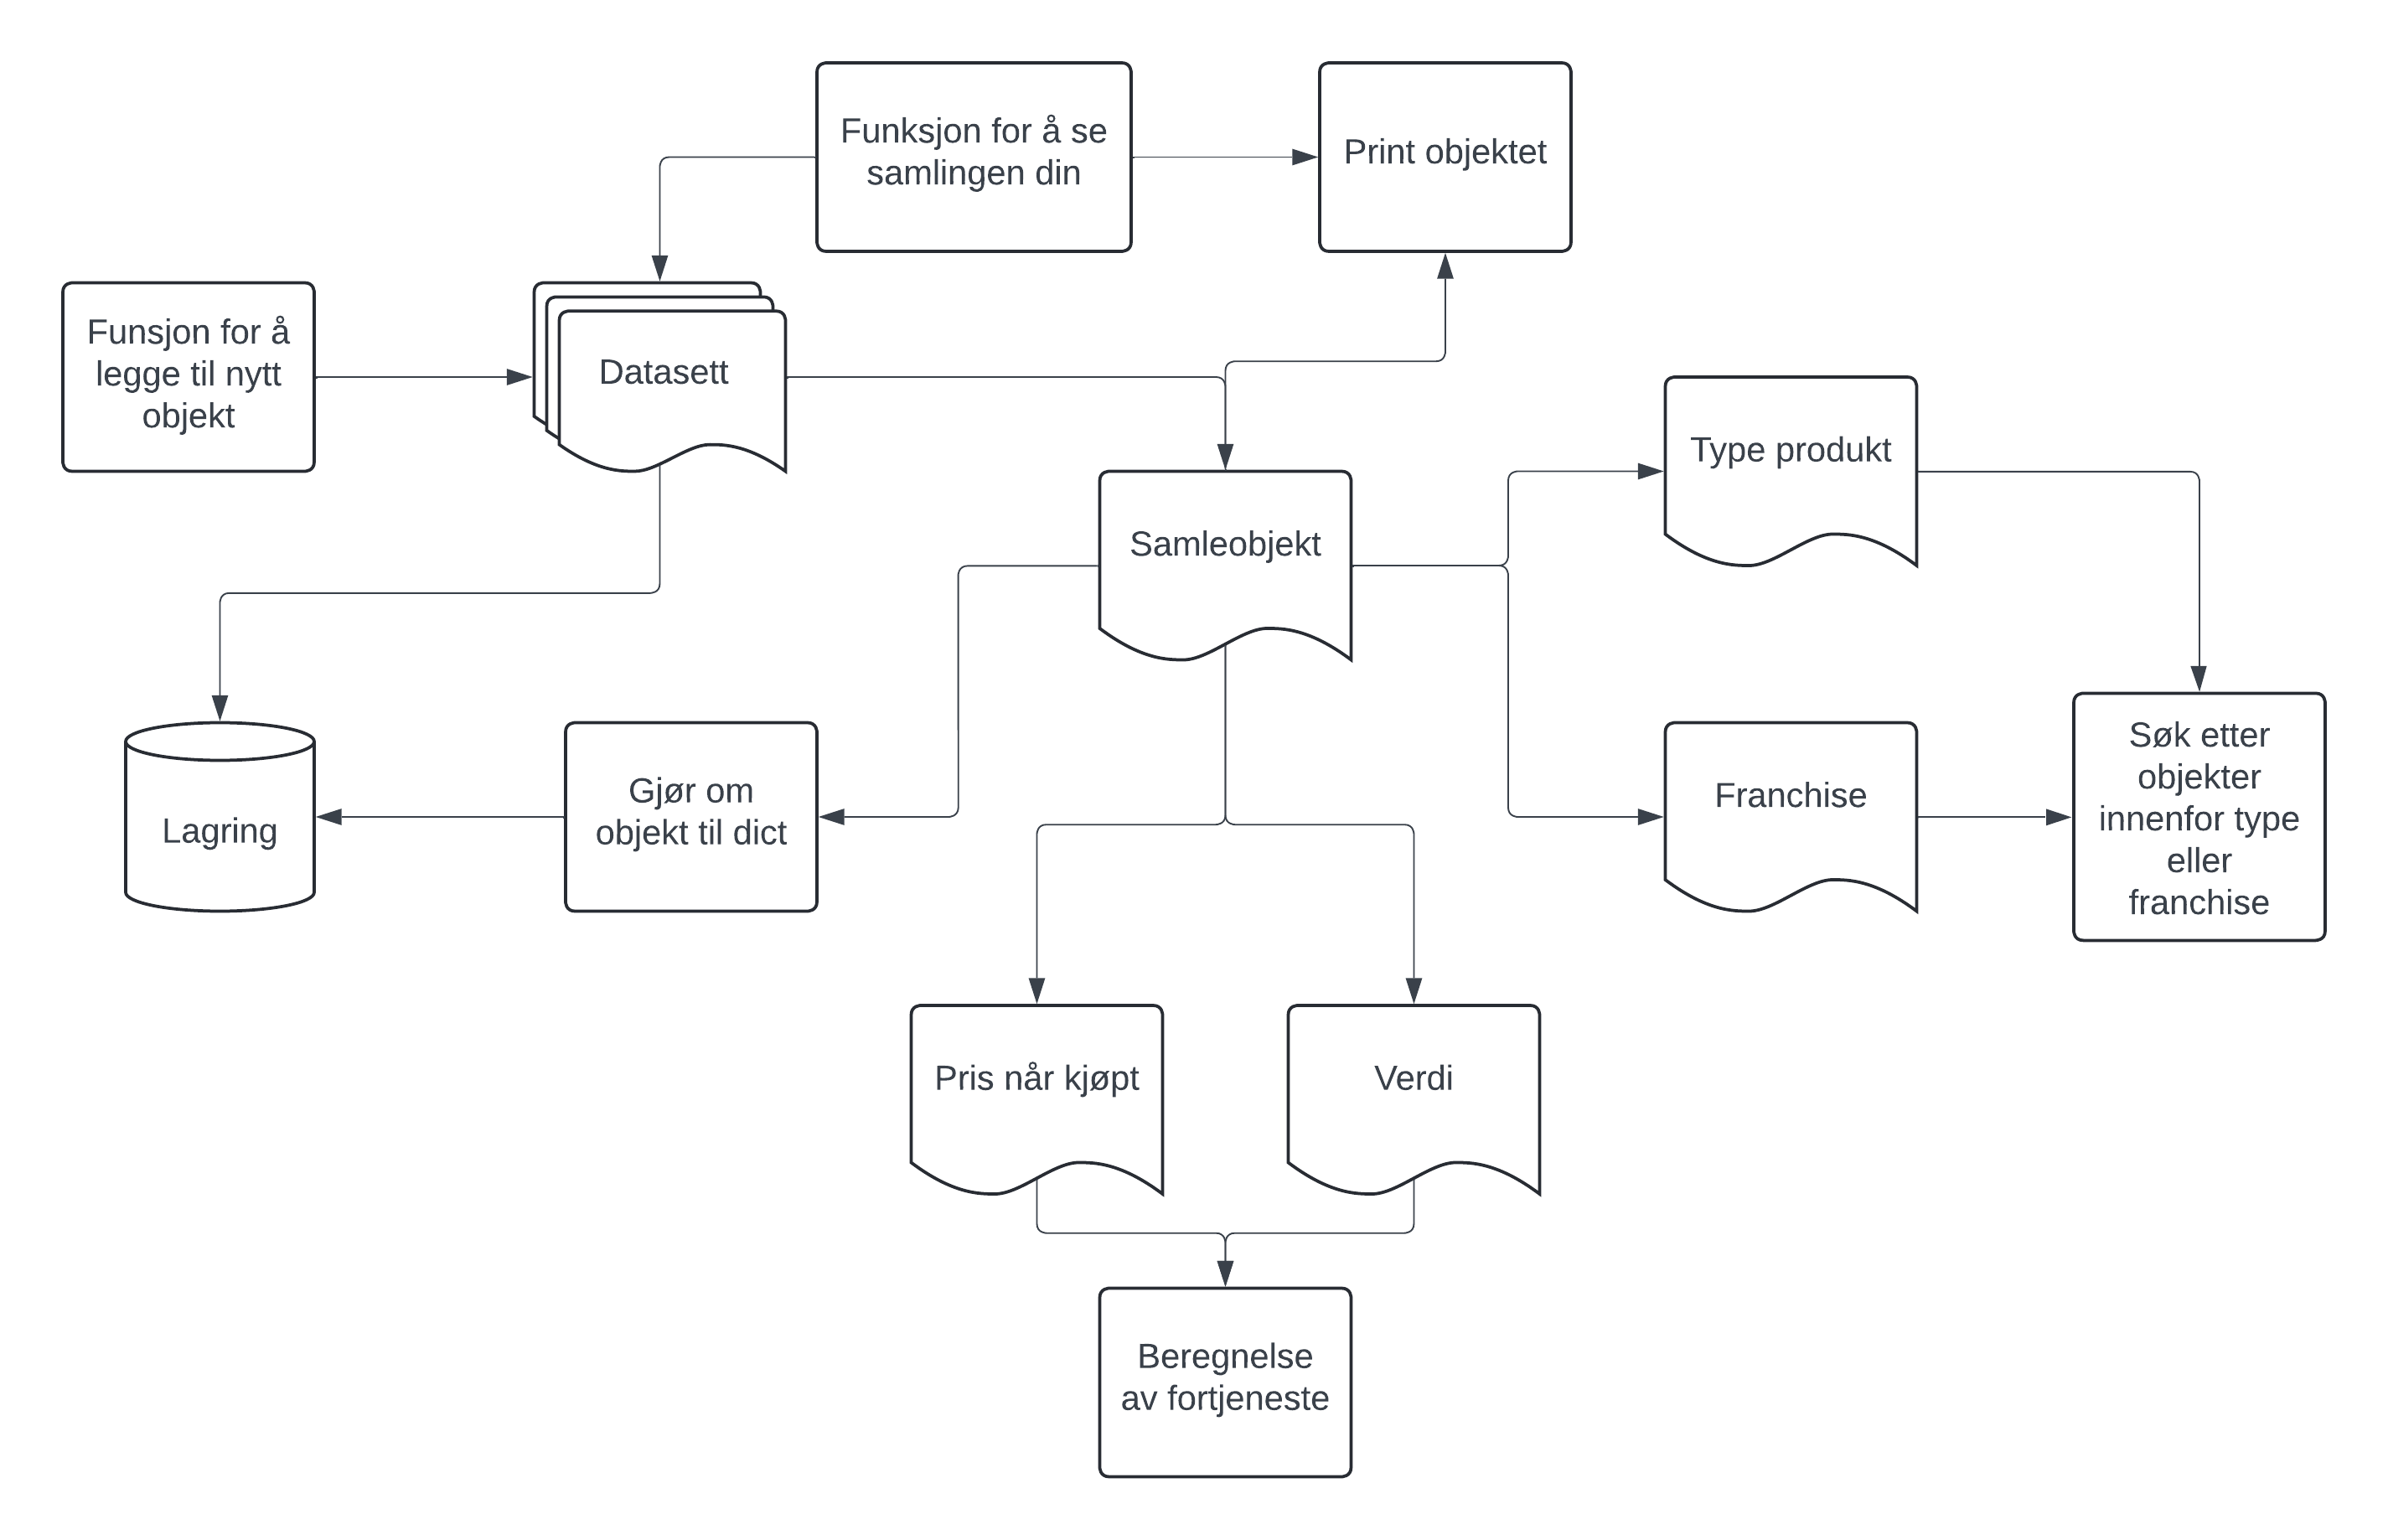 Funksjon for å se
samlingen din
Print objektet
Funsjon for å
legge til nytt
objekt
Datasett
Type produkt
Samleobjekt
Søk etter
objekter
innenfor type
eller
franchise
Franchise
Gjør om
objekt til dict
Lagring
Pris når kjøpt
Verdi
Beregnelse
av fortjeneste